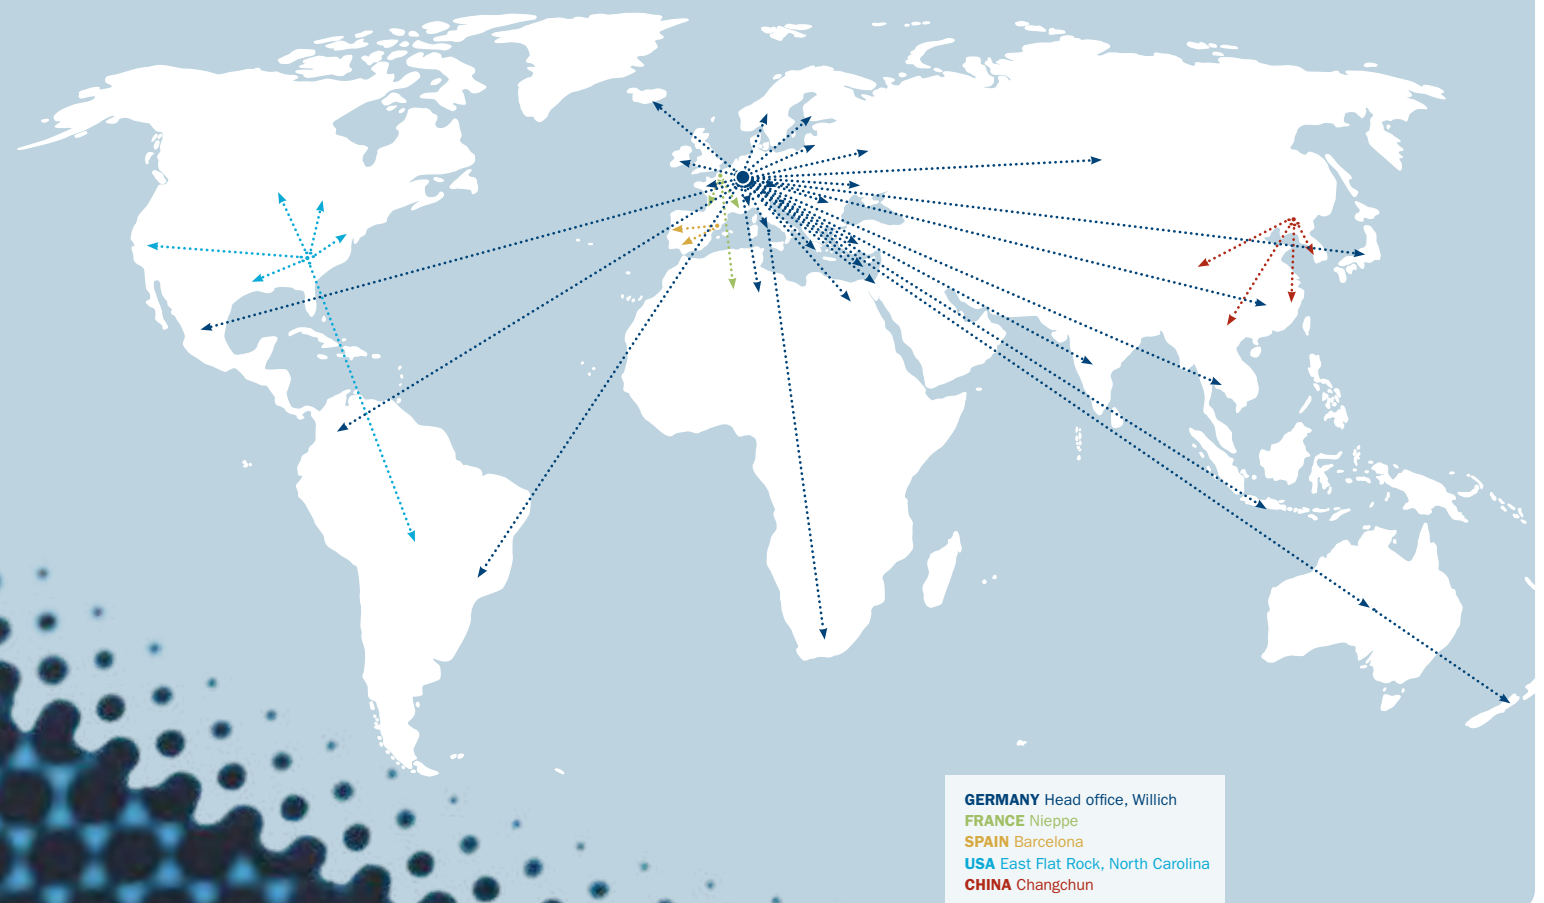 GERMANY Head office, Willich
FRANCE Nieppe
SPAIN Barcelona
USA East Flat Rock, North Carolina
CHINA Changchun